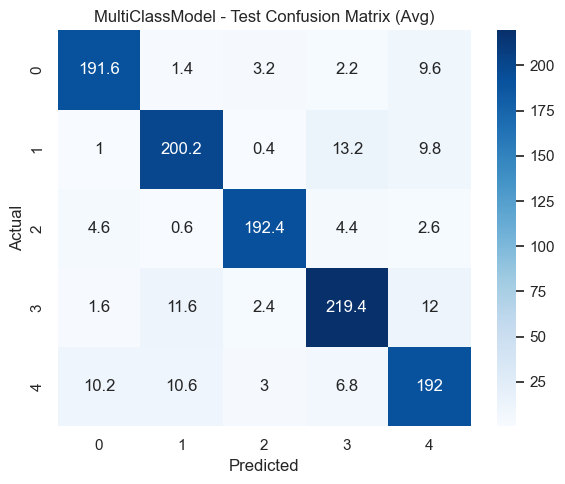 MultiClassModel - Test Confusion Matrix (Avg)
0 191.6 1.4 3.2 2.2 9.6
1 1 200.2 0.4 13.2 9.8
2 4.6 0.6 192.4 4.4 2.6
3 1.6 11.6 2.4 219.4 12
4 10.2 10.6 3 6.8 192
0 1 2 3 4
Predicted
Actual
200
175
150
125
100
75
50
25